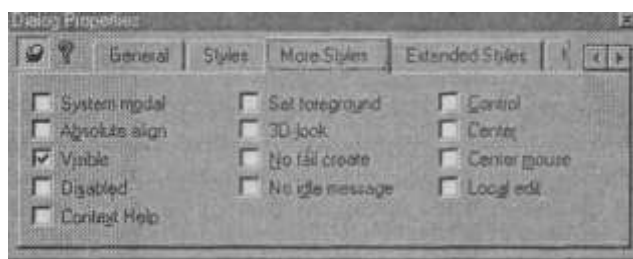 Dialog Properties
General Styles More Styles Extended Styles
System modal Set foreground Control
Absolute align 3D-look Center
Visible No fail create Center mouse
Disabled No idle message Local edit
Context Help